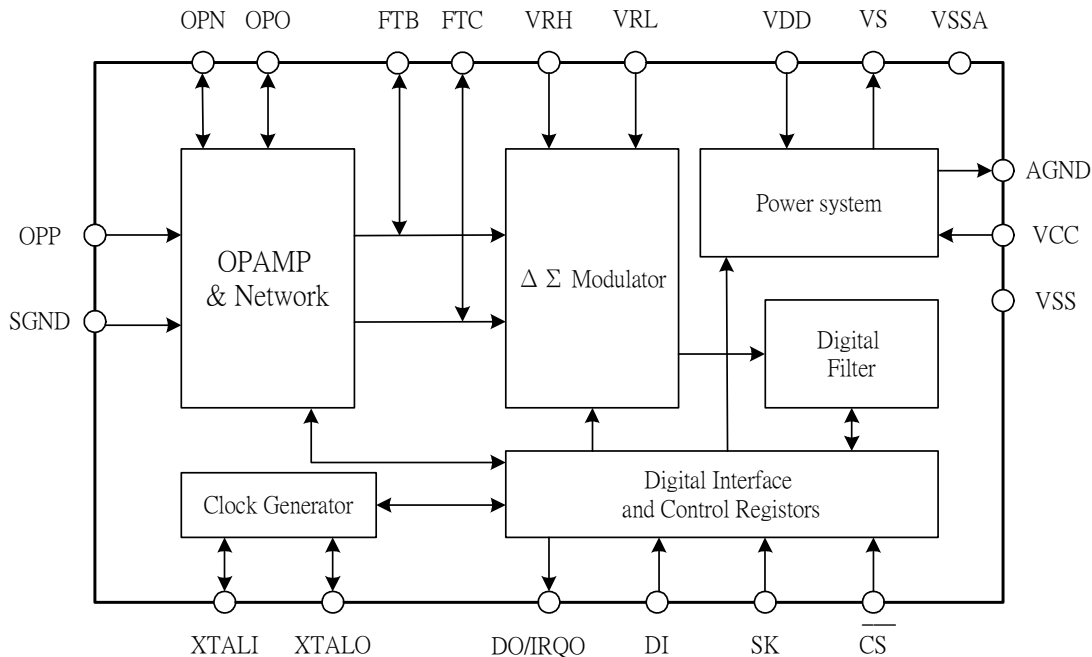 OPN OPO FTB FTC VRH VRL VDD VS VSSA
AGND
Power system
OPP
VCC
OPAMP
& Network
Δ Σ Modulator
VSS
SGND
Digital
Filter
Digital Interface
and Control Registors
Clock Generator
XTALI XTALO DO/IRQO DI SK CS